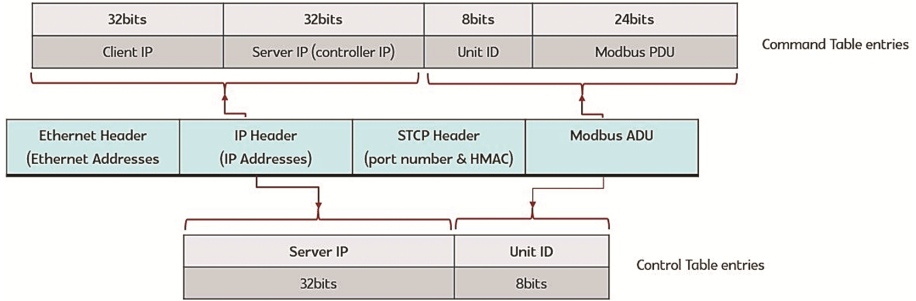 32bits 32bits 8bits 24bits
Client IP Server IP (controller IP) Unit ID Modbus PDU
Command Table entries
Ethernet Header IP Header STCP Header Modbus ADU
(Ethernet Addresses (IP Addresses) (port number & HMAC)
Server IP Unit ID
Control Table entries
32bits 8bits